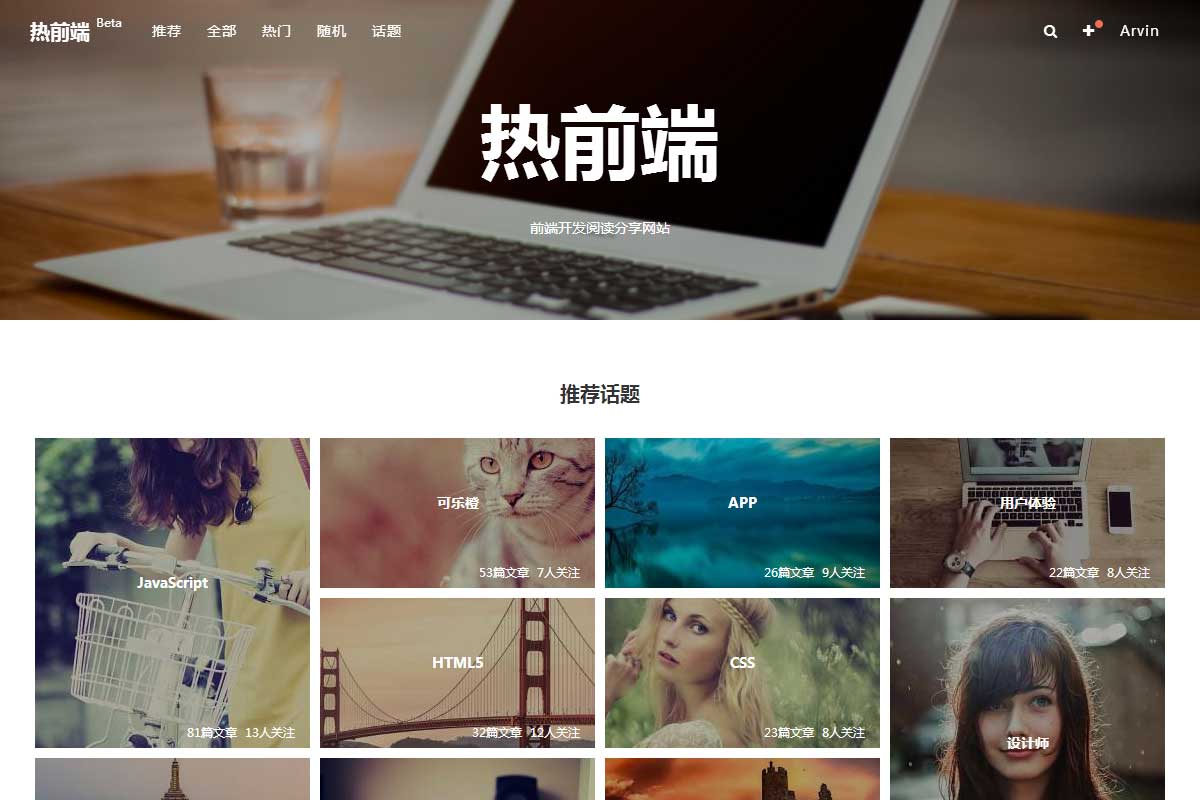 热前端 Beta 推荐 全部 热门 随机 话题 Arvin
热前端
前端开发阅读分享网站
推荐话题
JavaScript
81篇文章 13人关注
可乐橙
53篇文章 7人关注
APP
26篇文章 9人关注
用户体验
22篇文章 8人关注
HTML5
32篇文章 12人关注
CSS
23篇文章 8人关注
设计师